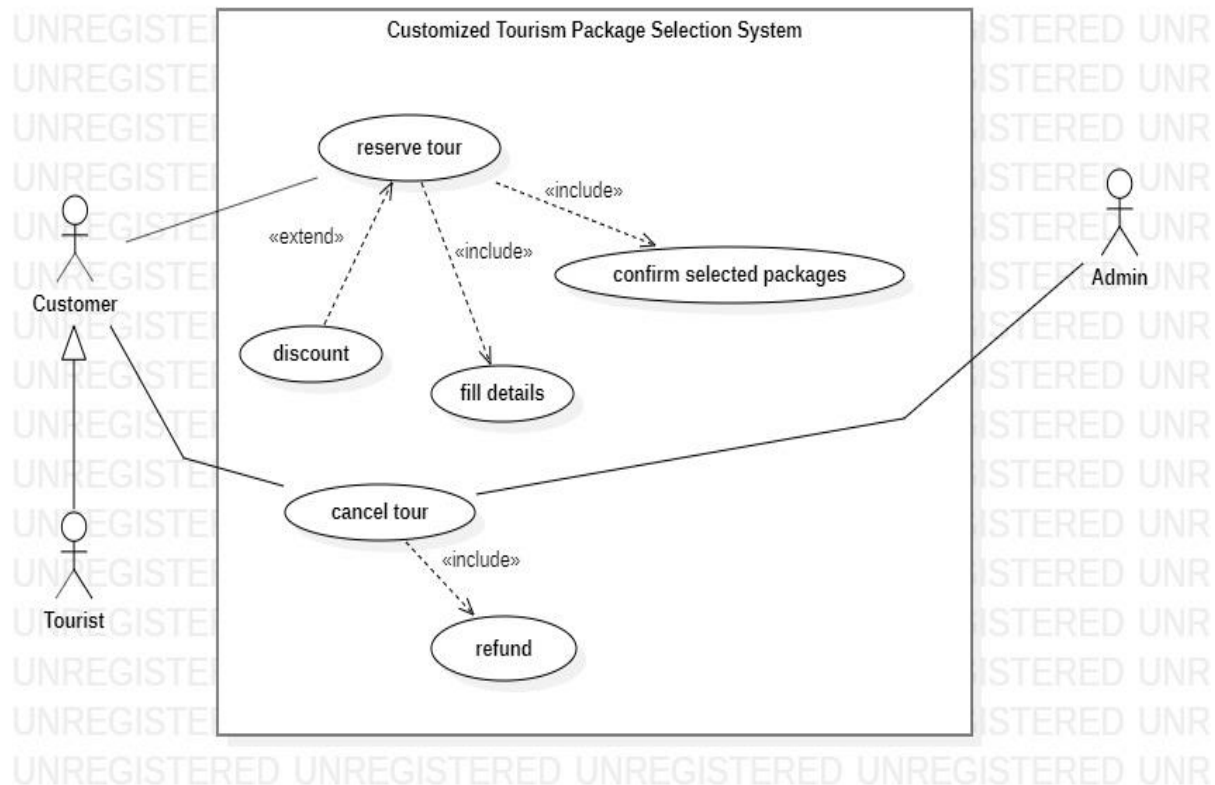 Customized Tourism Package Selection System
reserve tour
«include»
«extend»
«include»
confirm selected packages
Customer
Admin
discount
fill details
cancel tour
«include»
Tourist
refund
UNREGISTERED UNREGISTERED UNREGISTERED UNREGISTERED UNR